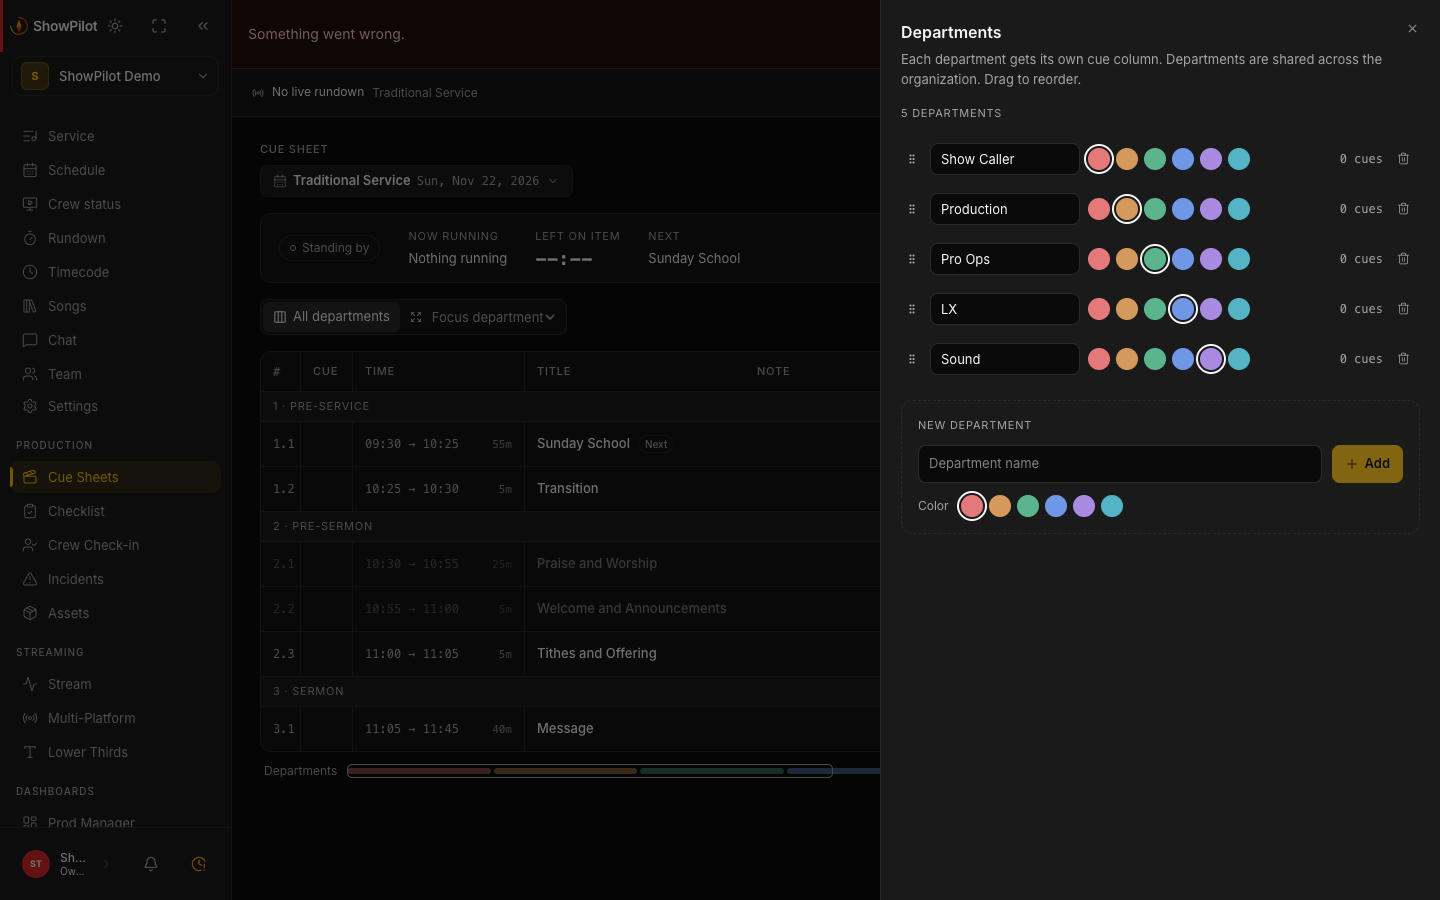 ShowPilot
S ShowPilot Demo
Service
Schedule
Crew status
Rundown
Timecode
Songs
Chat
Team
Settings
PRODUCTION
Cue Sheets
Checklist
Crew Check-in
Incidents
Assets
STREAMING
Stream
Multi-Platform
Lower Thirds
DASHBOARDS
Prod Manager
ST Sh...
Ow...
Something went wrong.
No live rundown Traditional Service
CUE SHEET
Traditional Service Sun, Nov 22, 2026
Standing by
NOW RUNNING
Nothing running
LEFT ON ITEM
——:——
NEXT
Sunday School
All departments Focus department
# CUE TIME TITLE NOTE
1 · PRE-SERVICE
1.1 09:30 → 10:25 55m Sunday School Next
1.2 10:25 → 10:30 5m Transition
2 · PRE-SERMON
2.1 10:30 → 10:55 25m Praise and Worship
2.2 10:55 → 11:00 5m Welcome and Announcements
2.3 11:00 → 11:05 5m Tithes and Offering
3 · SERMON
3.1 11:05 → 11:45 40m Message
Departments
Departments
Each department gets its own cue column. Departments are shared across the
organization. Drag to reorder.
5 DEPARTMENTS
Show Caller 0 cues
Production 0 cues
Pro Ops 0 cues
LX 0 cues
Sound 0 cues
NEW DEPARTMENT
Department name + Add
Color